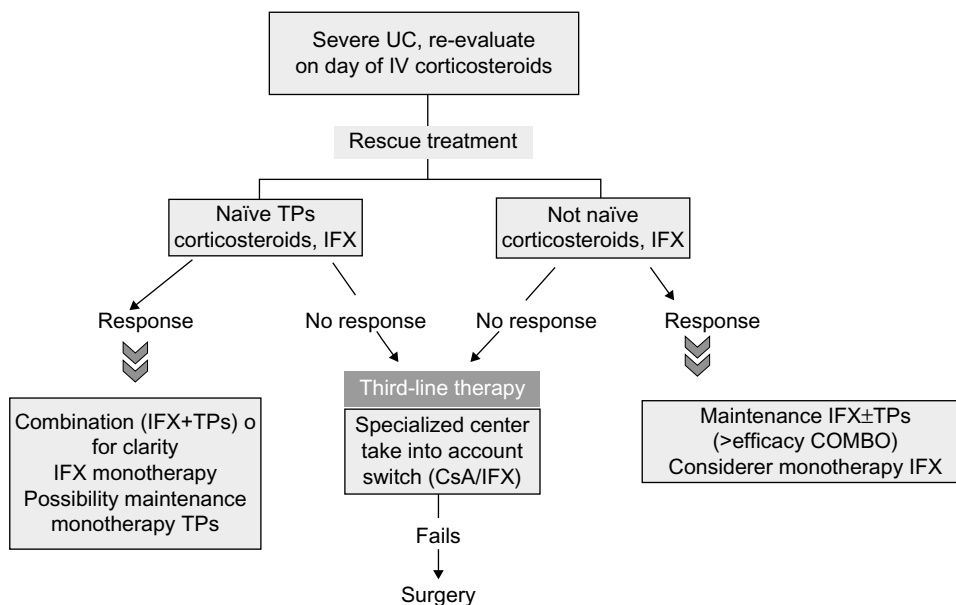 Severe UC, re-evaluate
on day of IV corticosteroids
Rescue treatment
Naïve TPs
corticosteroids, IFX
Not naïve
corticosteroids, IFX
Response
No response
No response
Response
Third-line therapy
Combination (IFX+TPs) o
for clarity
IFX monotherapy
Possibility maintenance
monotherapy TPs
Specialized center
take into account
switch (CsA/IFX)
Maintenance IFX±TPs
(>efficacy COMBO)
Considerer monotherapy IFX
Fails
Surgery